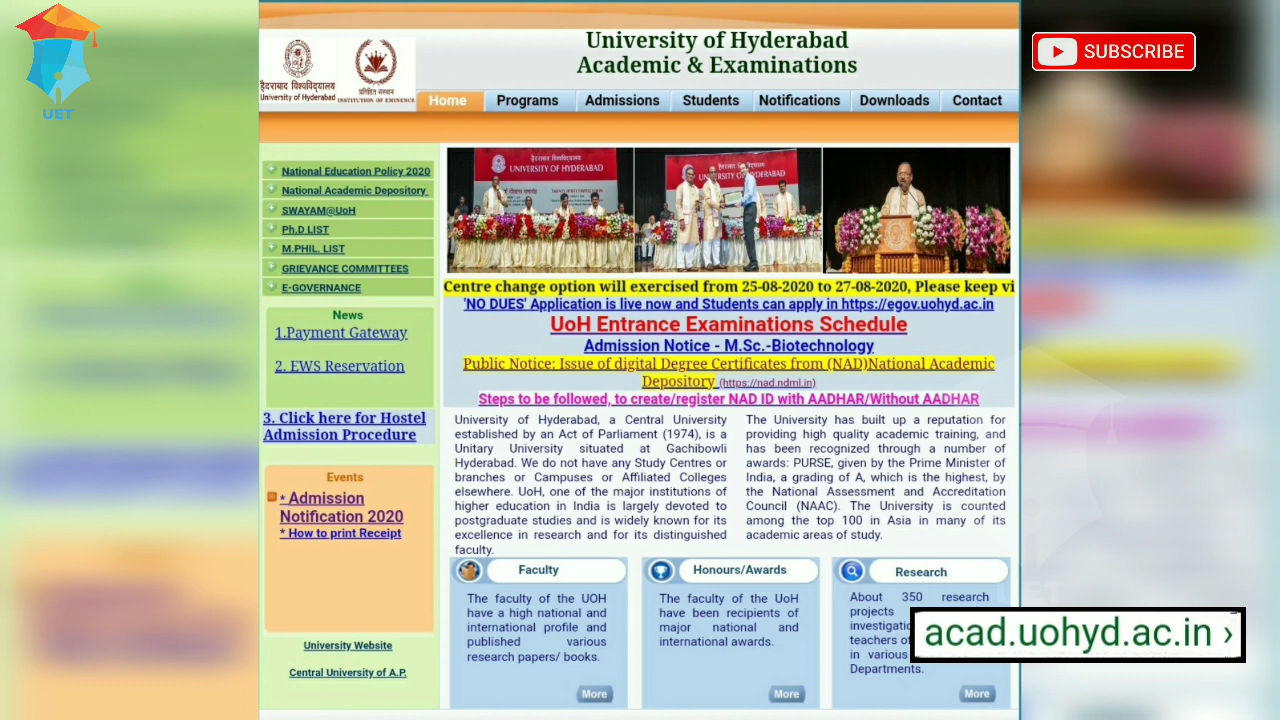 UET
SUBSCRIBE
हैदराबाद विश्वविद्यालय
University of Hyderabad
प्रतिष्ठित संस्थान
INSTITUTION OF EMINENCE
University of Hyderabad
Academic & Examinations
Home
Programs
Admissions
Students
Notifications
Downloads
Contact
National Education Policy 2020
National Academic Depository
SWAYAM@UoH
Ph.D LIST
M.PHIL. LIST
GRIEVANCE COMMITTEES
E-GOVERNANCE
News
1.Payment Gateway
2. EWS Reservation
3. Click here for Hostel
Admission Procedure
Events
* Admission
Notification 2020
* How to print Receipt
University Website
Central University of A.P.
हैदराबाद विश्वविद्यालय
UNIVERSITY OF HYDERABAD
UNIVERSITY OF HYDERABAD
Centre change option will exercised from 25-08-2020 to 27-08-2020, Please keep vi
'NO DUES' Application is live now and Students can apply in https://egov.uohyd.ac.in
UoH Entrance Examinations Schedule
Admission Notice - M.Sc.-Biotechnology
Public Notice: Issue of digital Degree Certificates from (NAD)National Academic
Depository (https://nad.ndml.in)
Steps to be followed, to create/register NAD ID with AADHAR/Without AADHAR
University of Hyderabad, a Central University
established by an Act of Parliament (1974), is a
Unitary University situated at Gachibowli
Hyderabad. We do not have any Study Centres or
branches or Campuses or Affiliated Colleges
elsewhere. UoH, one of the major institutions of
higher education in India is largely devoted to
postgraduate studies and is widely known for its
excellence in research and for its distinguished
faculty.
The University has built up a reputation for
providing high quality academic training, and
has been recognized through a number of
awards: PURSE, given by the Prime Minister of
India, a grading of A, which is the highest, by
the National Assessment and Accreditation
Council (NAAC). The University is counted
among the top 100 in Asia in many of its
academic areas of study.
Faculty
The faculty of the UOH
have a high national and
international profile and
published various
research papers/ books.
More
Honours/Awards
The faculty of the UoH
have been recipients of
major national and
international awards.
More
Research
About 350 research
projects
investigatio
teachers of
in various
Departments.
More
acad.uohyd.ac.in ›